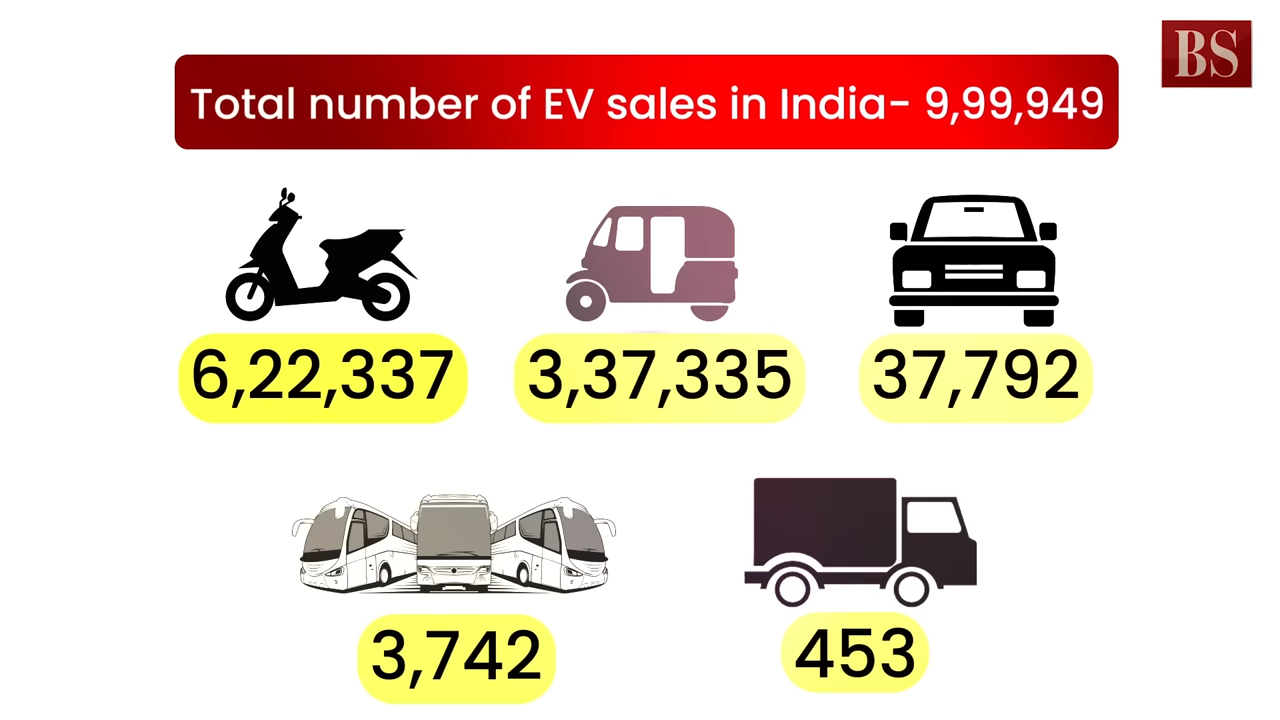 BS
Total number of EV sales in India- 9,99,949
6,22,337
3,37,335
37,792
3,742
453